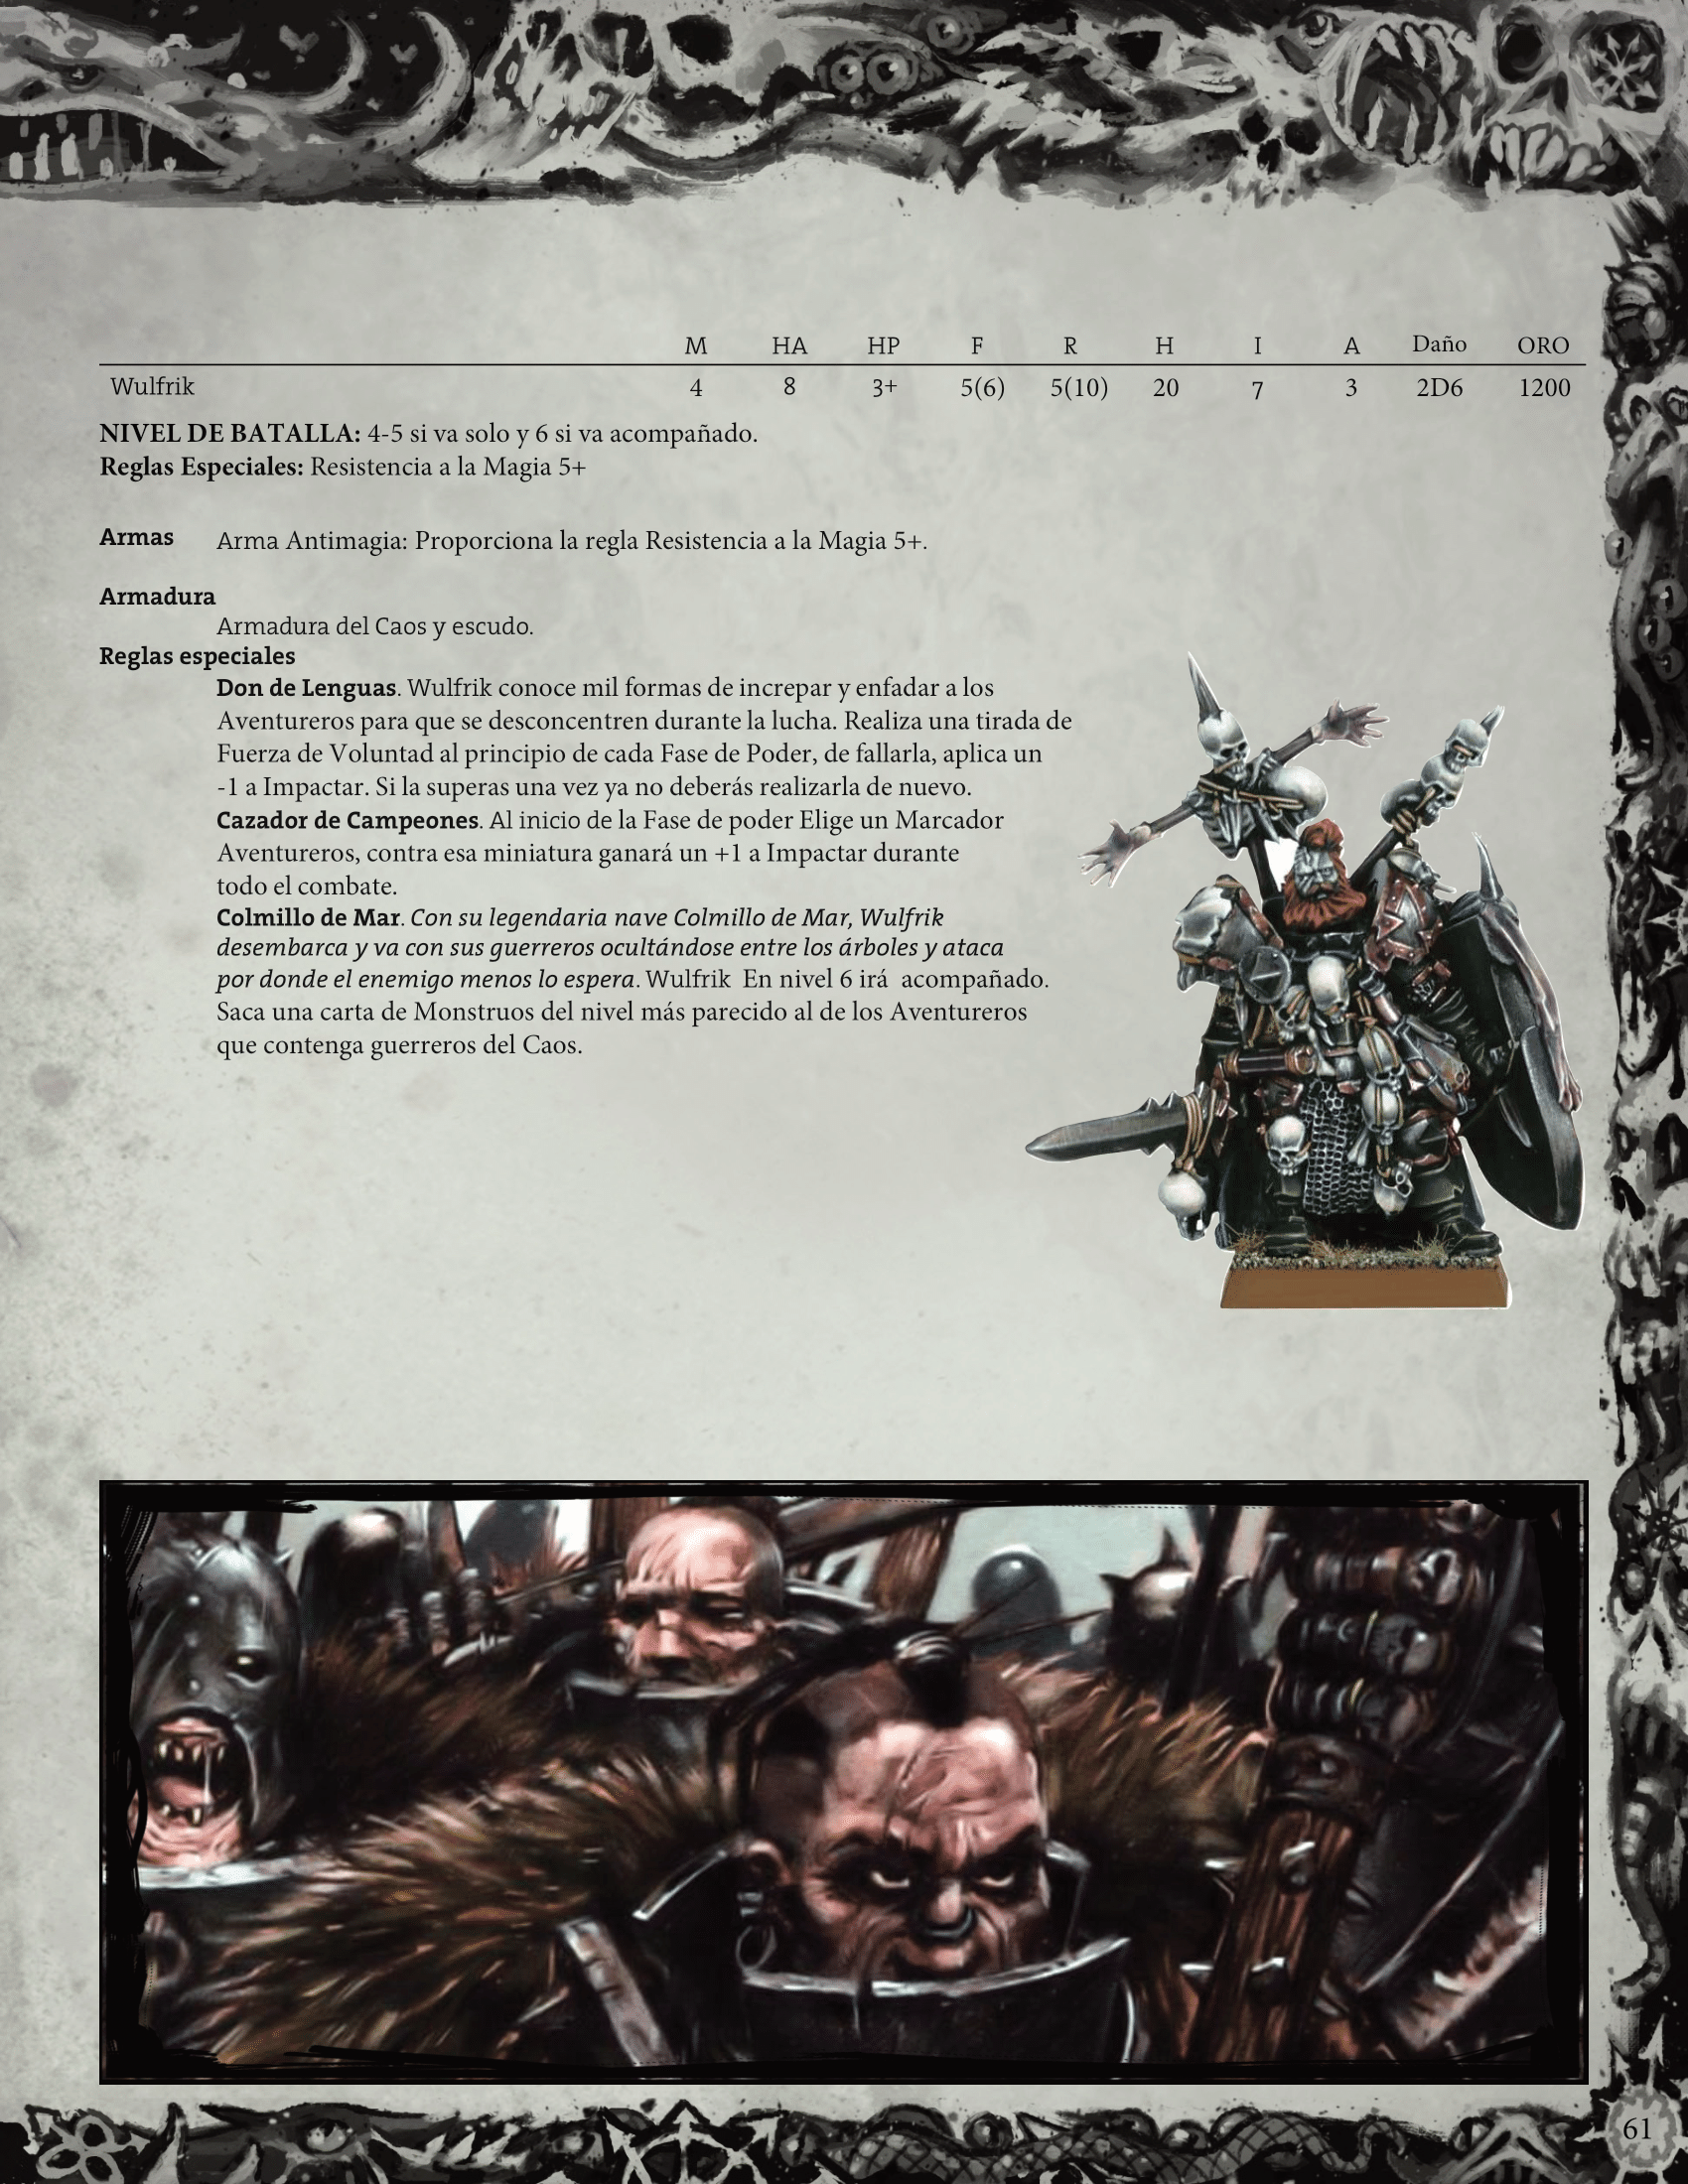 M HA HP F R H I A Daño ORO
Wulfrik 4 8 3+ 5(6) 5(10) 20 7 3 2D6 1200
NIVEL DE BATALLA: 4-5 si va solo y 6 si va acompañado.
Reglas Especiales: Resistencia a la Magia 5+
Armas Arma Antimagia: Proporciona la regla Resistencia a la Magia 5+.
Armadura
Armadura del Caos y escudo.
Reglas especiales
Don de Lenguas. Wulfrik conoce mil formas de increpar y enfadar a los
Aventureros para que se desconcentren durante la lucha. Realiza una tirada de
Fuerza de Voluntad al principio de cada Fase de Poder, de fallarla, aplica un
-1 a Impactar. Si la superas una vez ya no deberás realizarla de nuevo.
Cazador de Campeones. Al inicio de la Fase de poder Elige un Marcador
Aventureros, contra esa miniatura ganará un +1 a Impactar durante
todo el combate.
Colmillo de Mar. Con su legendaria nave Colmillo de Mar, Wulfrik
desembarca y va con sus guerreros ocultándose entre los árboles y ataca
por donde el enemigo menos lo espera. Wulfrik En nivel 6 irá acompañado.
Saca una carta de Monstruos del nivel más parecido al de los Aventureros
que contenga guerreros del Caos.
61